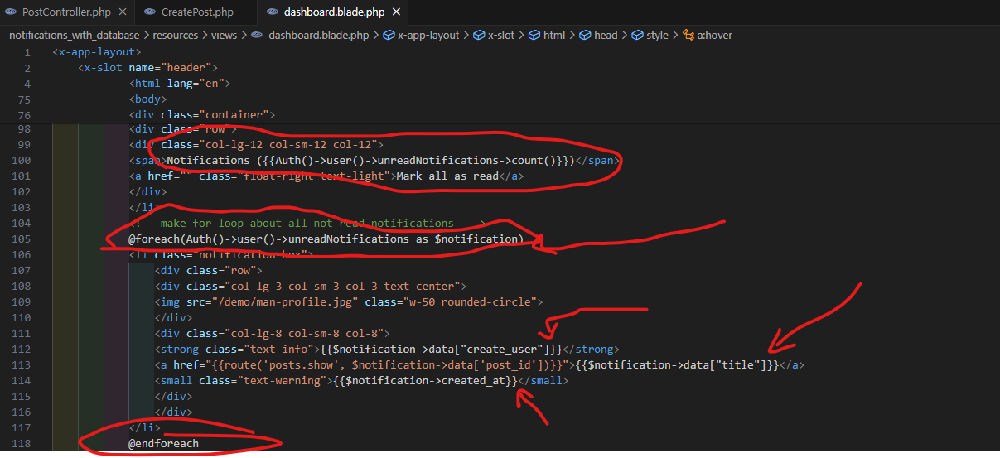 PostController.php CreatePost.php dashboard.blade.php
notifications_with_database > resources > views > dashboard.blade.php > x-app-layout > x-slot > html > head > style > a:hover
1 <x-app-layout>
2 <x-slot name="header">
4 <html lang="en">
75 <body>
76 <div class="container">
98 <div class="row">
99 <div class="col-lg-12 col-sm-12 col-12">
100 <span>Notifications ({{Auth()->user()->unreadNotifications->count()}})</span>
101 <a href="" class="float-right text-light">Mark all as read</a>
102 </div>
103 </li>
104 <!-- make for loop about all not read notifications -->
105 @foreach(Auth()->user()->unreadNotifications as $notification)
106 <li class="notification-box">
107 <div class="row">
108 <div class="col-lg-3 col-sm-3 col-3 text-center">
109 <img src="/demo/man-profile.jpg" class="w-50 rounded-circle">
110 </div>
111 <div class="col-lg-8 col-sm-8 col-8">
112 <strong class="text-info">{{$notification->data["create_user"]}}</strong>
113 <a href="{{route('posts.show', $notification->data['post_id'])}}">{{$notification->data["title"]}}</a>
114 <small class="text-warning">{{$notification->created_at}}</small>
115 </div>
116 </div>
117 </li>
118 @endforeach